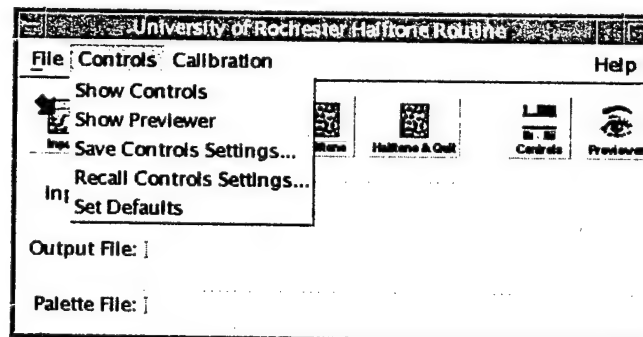 University of Rochester Halftone Routine
File Controls Calibration Help
Show Controls
Show Previewer
Save Controls Settings...
Recall Controls Settings...
Set Defaults
Halftone & Quit
Controls
Previewer
Output File:
Palette File: